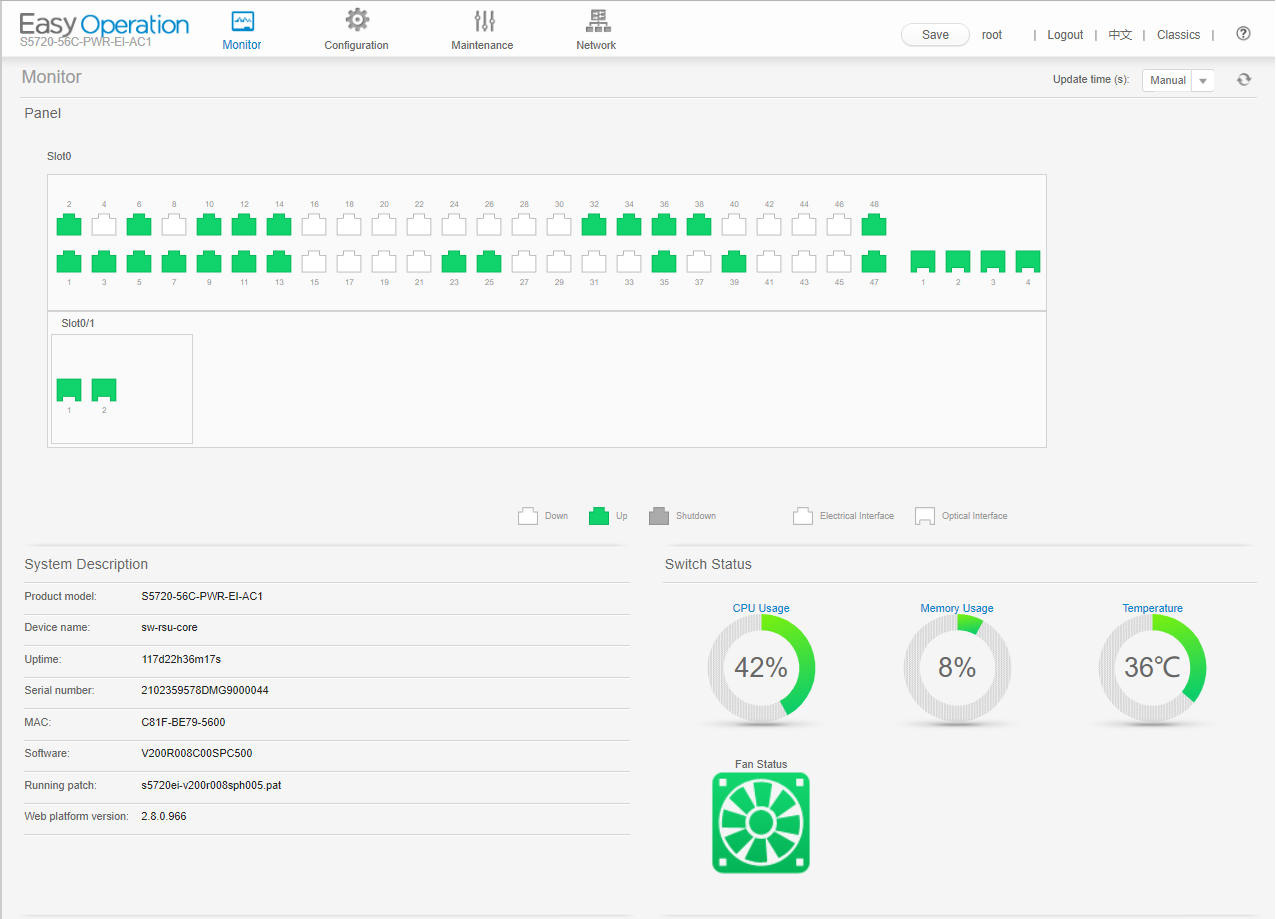 Easy Operation
S5720-56C-PWR-EI-AC1
Monitor
Configuration
Maintenance
Network
Save
root
| Logout | 中文 | Classics |
Monitor
Update time (s):
Manual
Panel
Slot0
2 4 6 8 10 12 14 16 18 20 22 24 26 28 30 32 34 36 38 40 42 44 46 48
1 3 5 7 9 11 13 15 17 19 21 23 25 27 29 31 33 35 37 39 41 43 45 47 1 2 3 4
Slot0/1
1 2
Down Up Shutdown Electrical Interface Optical Interface
System Description
Product model: S5720-56C-PWR-EI-AC1
Device name: sw-rsu-core
Uptime: 117d22h36m17s
Serial number: 2102359578DMG9000044
MAC: C81F-BE79-5600
Software: V200R008C00SPC500
Running patch: s5720ei-v200r008sph005.pat
Web platform version: 2.8.0.966
Switch Status
CPU Usage Memory Usage Temperature
42% 8% 36℃
Fan Status